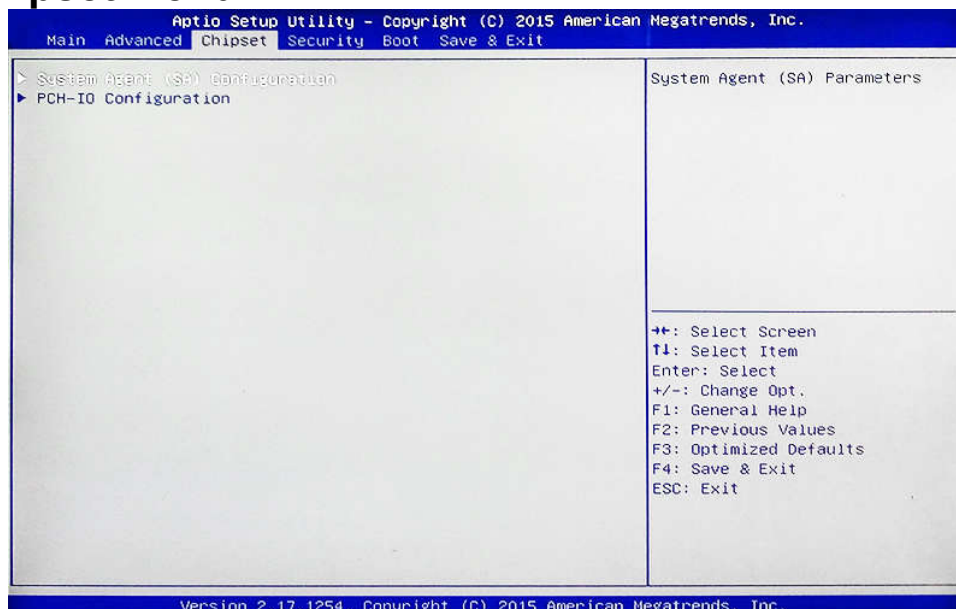 Aptio Setup Utility - Copyright (C) 2015 American Megatrends, Inc.
Main Advanced Chipset Security Boot Save & Exit
System Agent (SA) Configuration
PCH-IO Configuration
System Agent (SA) Parameters
→←: Select Screen
↑↓: Select Item
Enter: Select
+/-: Change Opt.
F1: General Help
F2: Previous Values
F3: Optimized Defaults
F4: Save & Exit
ESC: Exit
Version 2.17.1254. Copyright (C) 2015 American Megatrends, Inc.